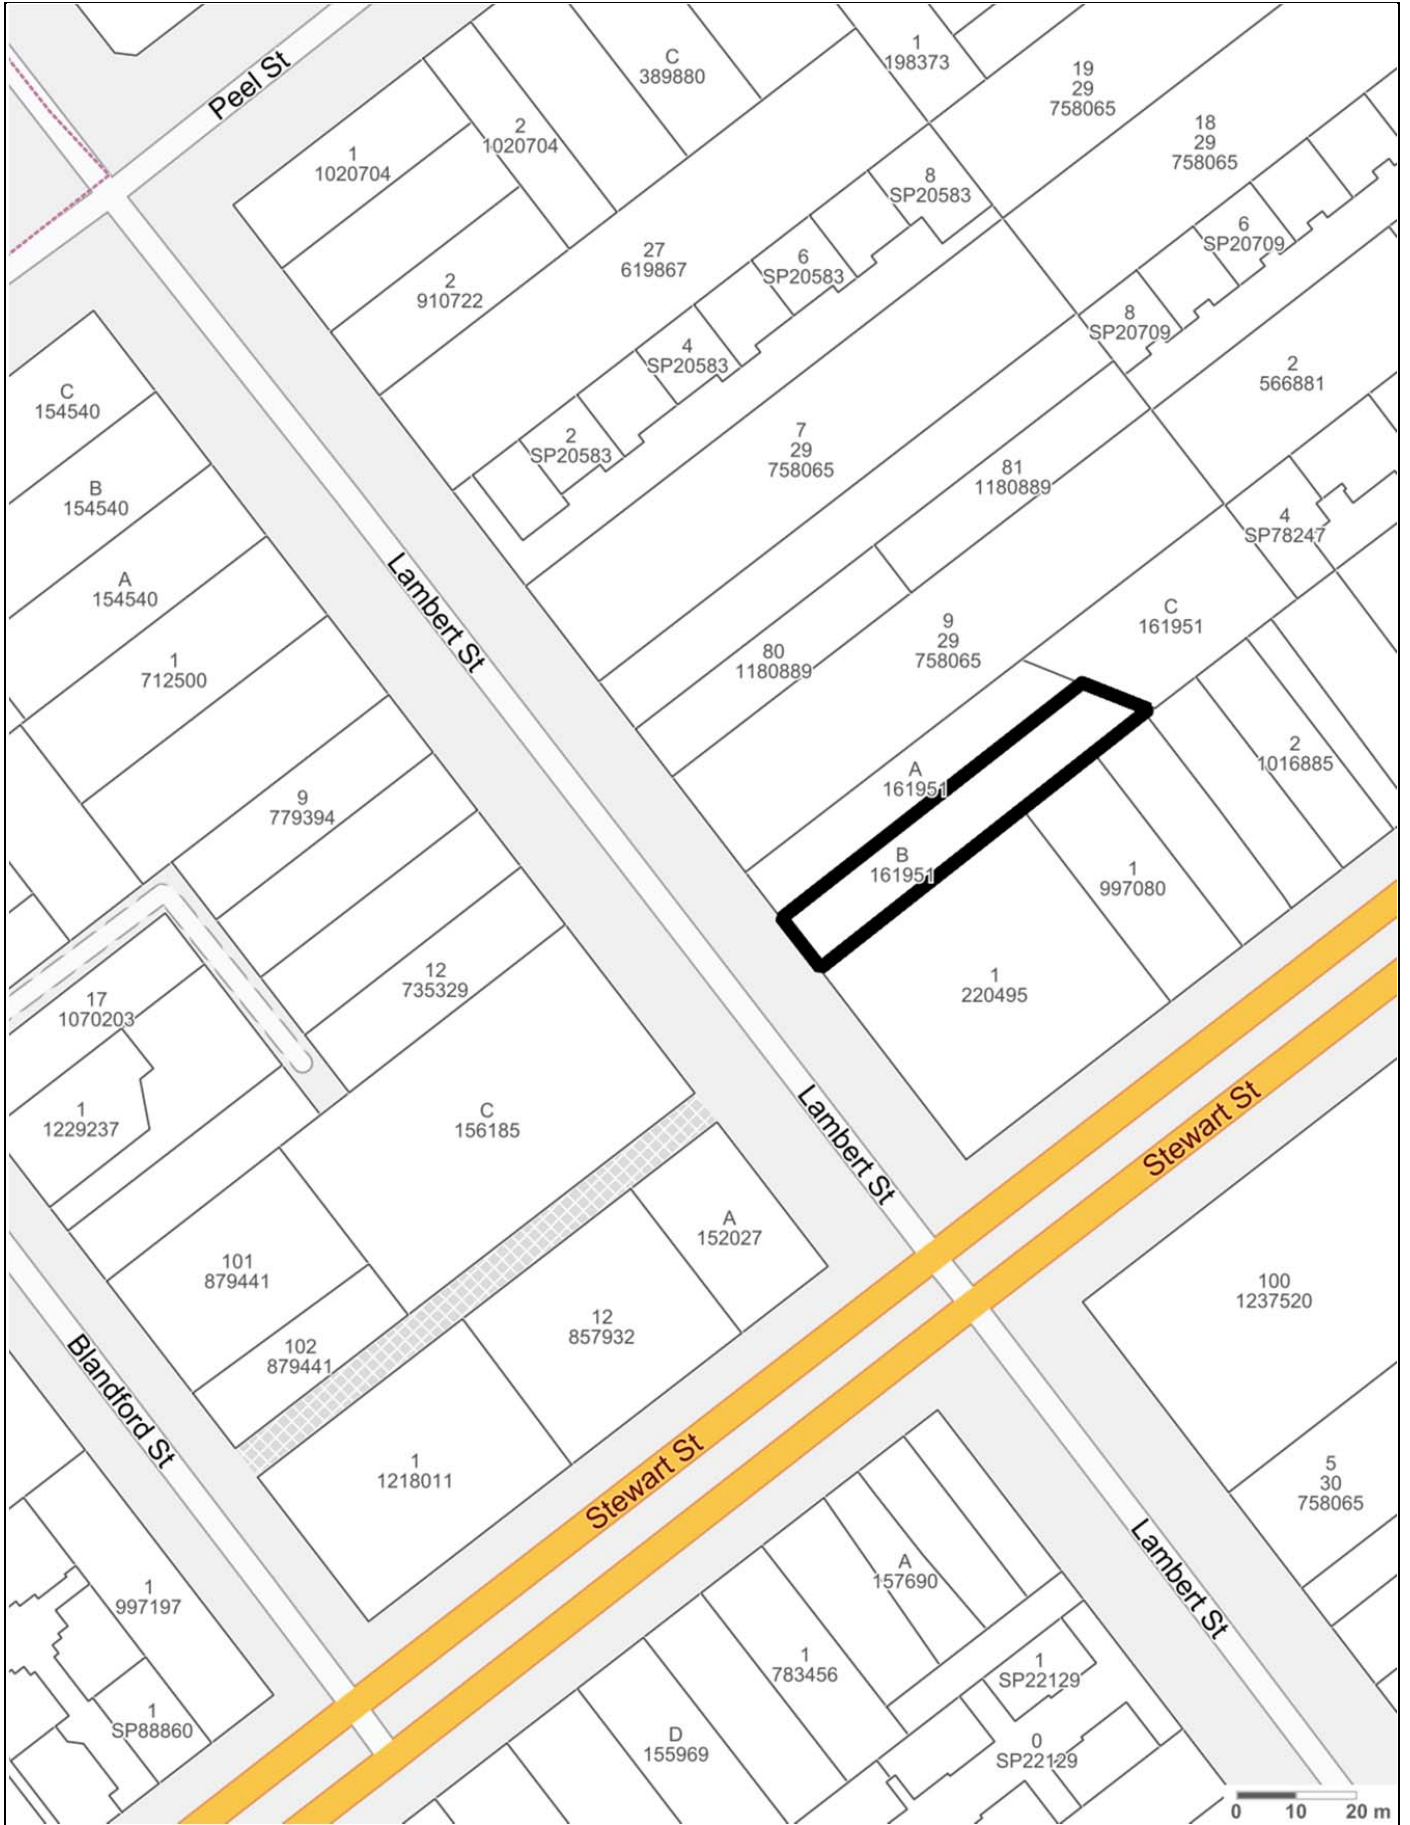 Peel St
C
389880
1
198373
19
29
758065
18
29
758065
1
1020704
2
1020704
8
SP20583
6
SP20709
27
619867
6
SP20583
2
910722
8
SP20709
4
SP20583
2
566881
C
154540
2
SP20583
7
29
758065
81
1180889
B
154540
4
SP78247
A
154540
Lambert St
C
161951
9
29
758065
80
1180889
1
712500
2
1016885
A
161951
9
779394
B
161951
1
997080
12
735329
1
220495
17
1070203
1
1229237
C
156185
Lambert St
Stewart St
A
152027
101
879441
100
1237520
12
857932
102
879441
Blandford St
1
1218011
Stewart St
5
30
758065
Lambert St
A
157690
1
997197
1
783456
1
SP22129
1
SP88860
D
155969
0
SP22129
0 10 20 m